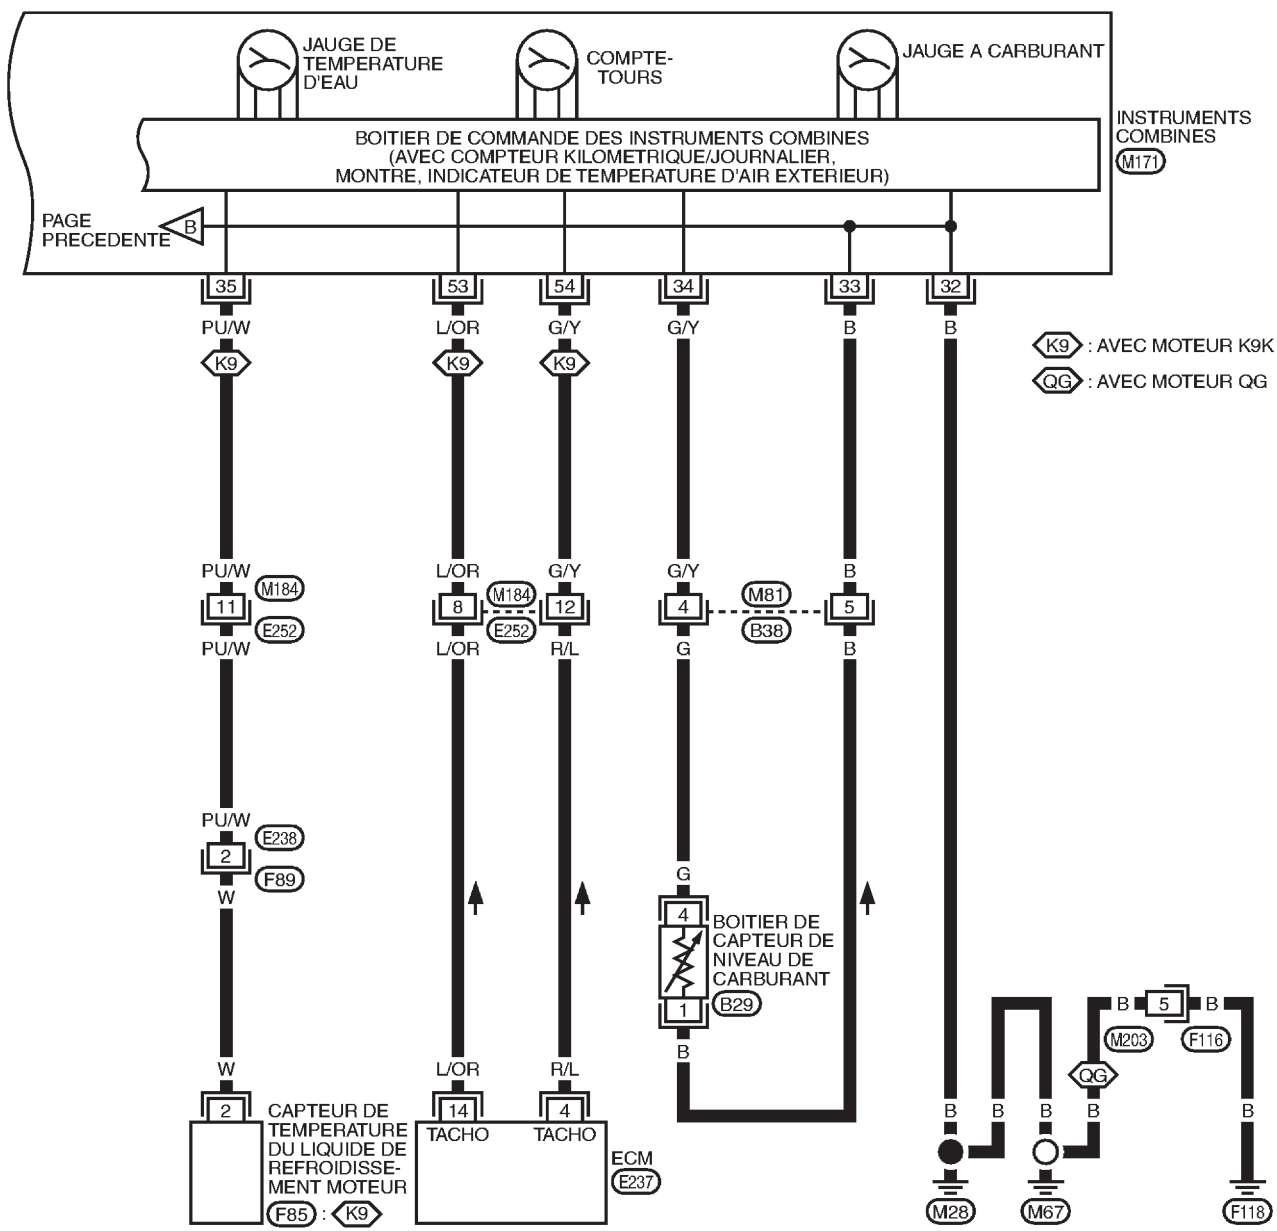 JAUGE DE
TEMPERATURE
D'EAU
COMPTE-
TOURS
JAUGE A CARBURANT
INSTRUMENTS
COMBINES
M171
BOITIER DE COMMANDE DES INSTRUMENTS COMBINES
(AVEC COMPTEUR KILOMETRIQUE/JOURNALIER,
MONTRE, INDICATEUR DE TEMPERATURE D'AIR EXTERIEUR)
PAGE
PRECEDENTE
B
35 53 54 34 33 32
PU/W L/OR G/Y G/Y B B
K9 K9 K9
K9 : AVEC MOTEUR K9K
QG : AVEC MOTEUR QG
PU/W L/OR G/Y G/Y B
M184 M184 M81
11 8 12 4 5
E252 E252 B38
PU/W L/OR R/L G B
PU/W
E238
2
F89
W
G
4
BOITIER DE
CAPTEUR DE
NIVEAU DE
CARBURANT
1
B29
B
B 5 B
M203 F116
QG
W L/OR R/L
2 14 4
B B B B B
CAPTEUR DE
TEMPERATURE
DU LIQUIDE DE
REFROIDISSE-
MENT MOTEUR
F85 : K9
TACHO TACHO
ECM
E237
M28 M67 F118